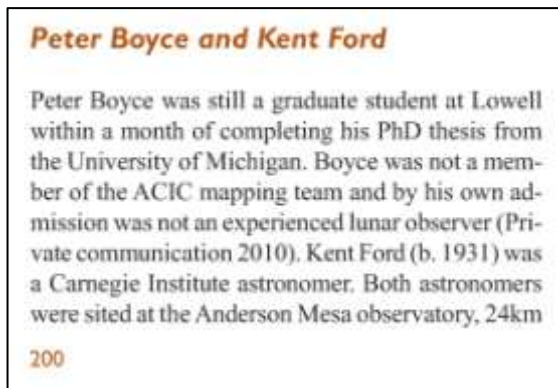 Peter Boyce and Kent Ford
Peter Boyce was still a graduate student at Lowell
within a month of completing his PhD thesis from
the University of Michigan. Boyce was not a mem-
ber of the ACIC mapping team and by his own ad-
mission was not an experienced lunar observer (Pri-
vate communication 2010). Kent Ford (b. 1931) was
a Carnegie Institute astronomer. Both astronomers
were sited at the Anderson Mesa observatory, 24km
200